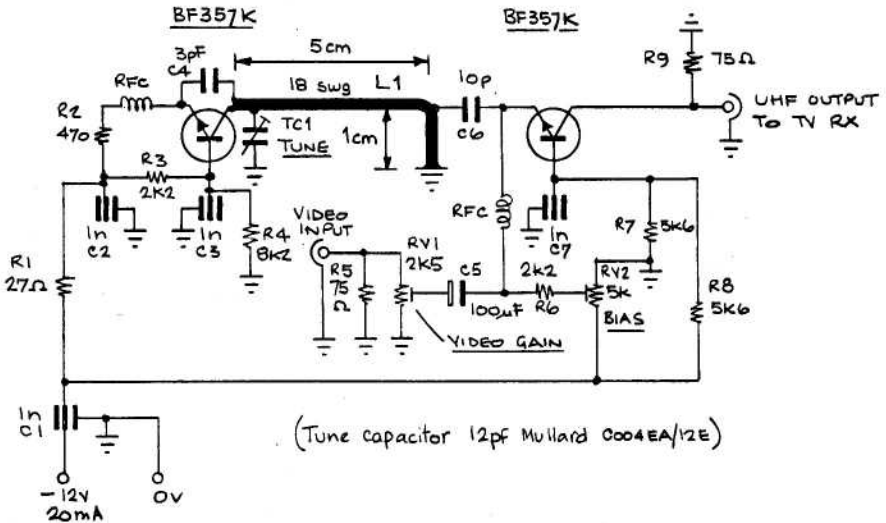 BF357K
BF357K
5cm
3pF
C4
RFC
18 swg
L1
10p
C6
R9
75Ω
UHF OUTPUT
TO TV RX
R2
470
TC1
TUNE
1cm
R3
2K2
1n
C2
1n
C3
R4
8K2
VIDEO
INPUT
RFC
1n
C7
R7
5K6
R1
27Ω
R5
75
Ω
RV1
2K5
C5
100µF
2K2
R6
RV2
5K
BIAS
R8
5K6
VIDEO GAIN
1n
C1
(Tune capacitor 12pf Mullard C004EA/12E)
-12V
20mA
0V